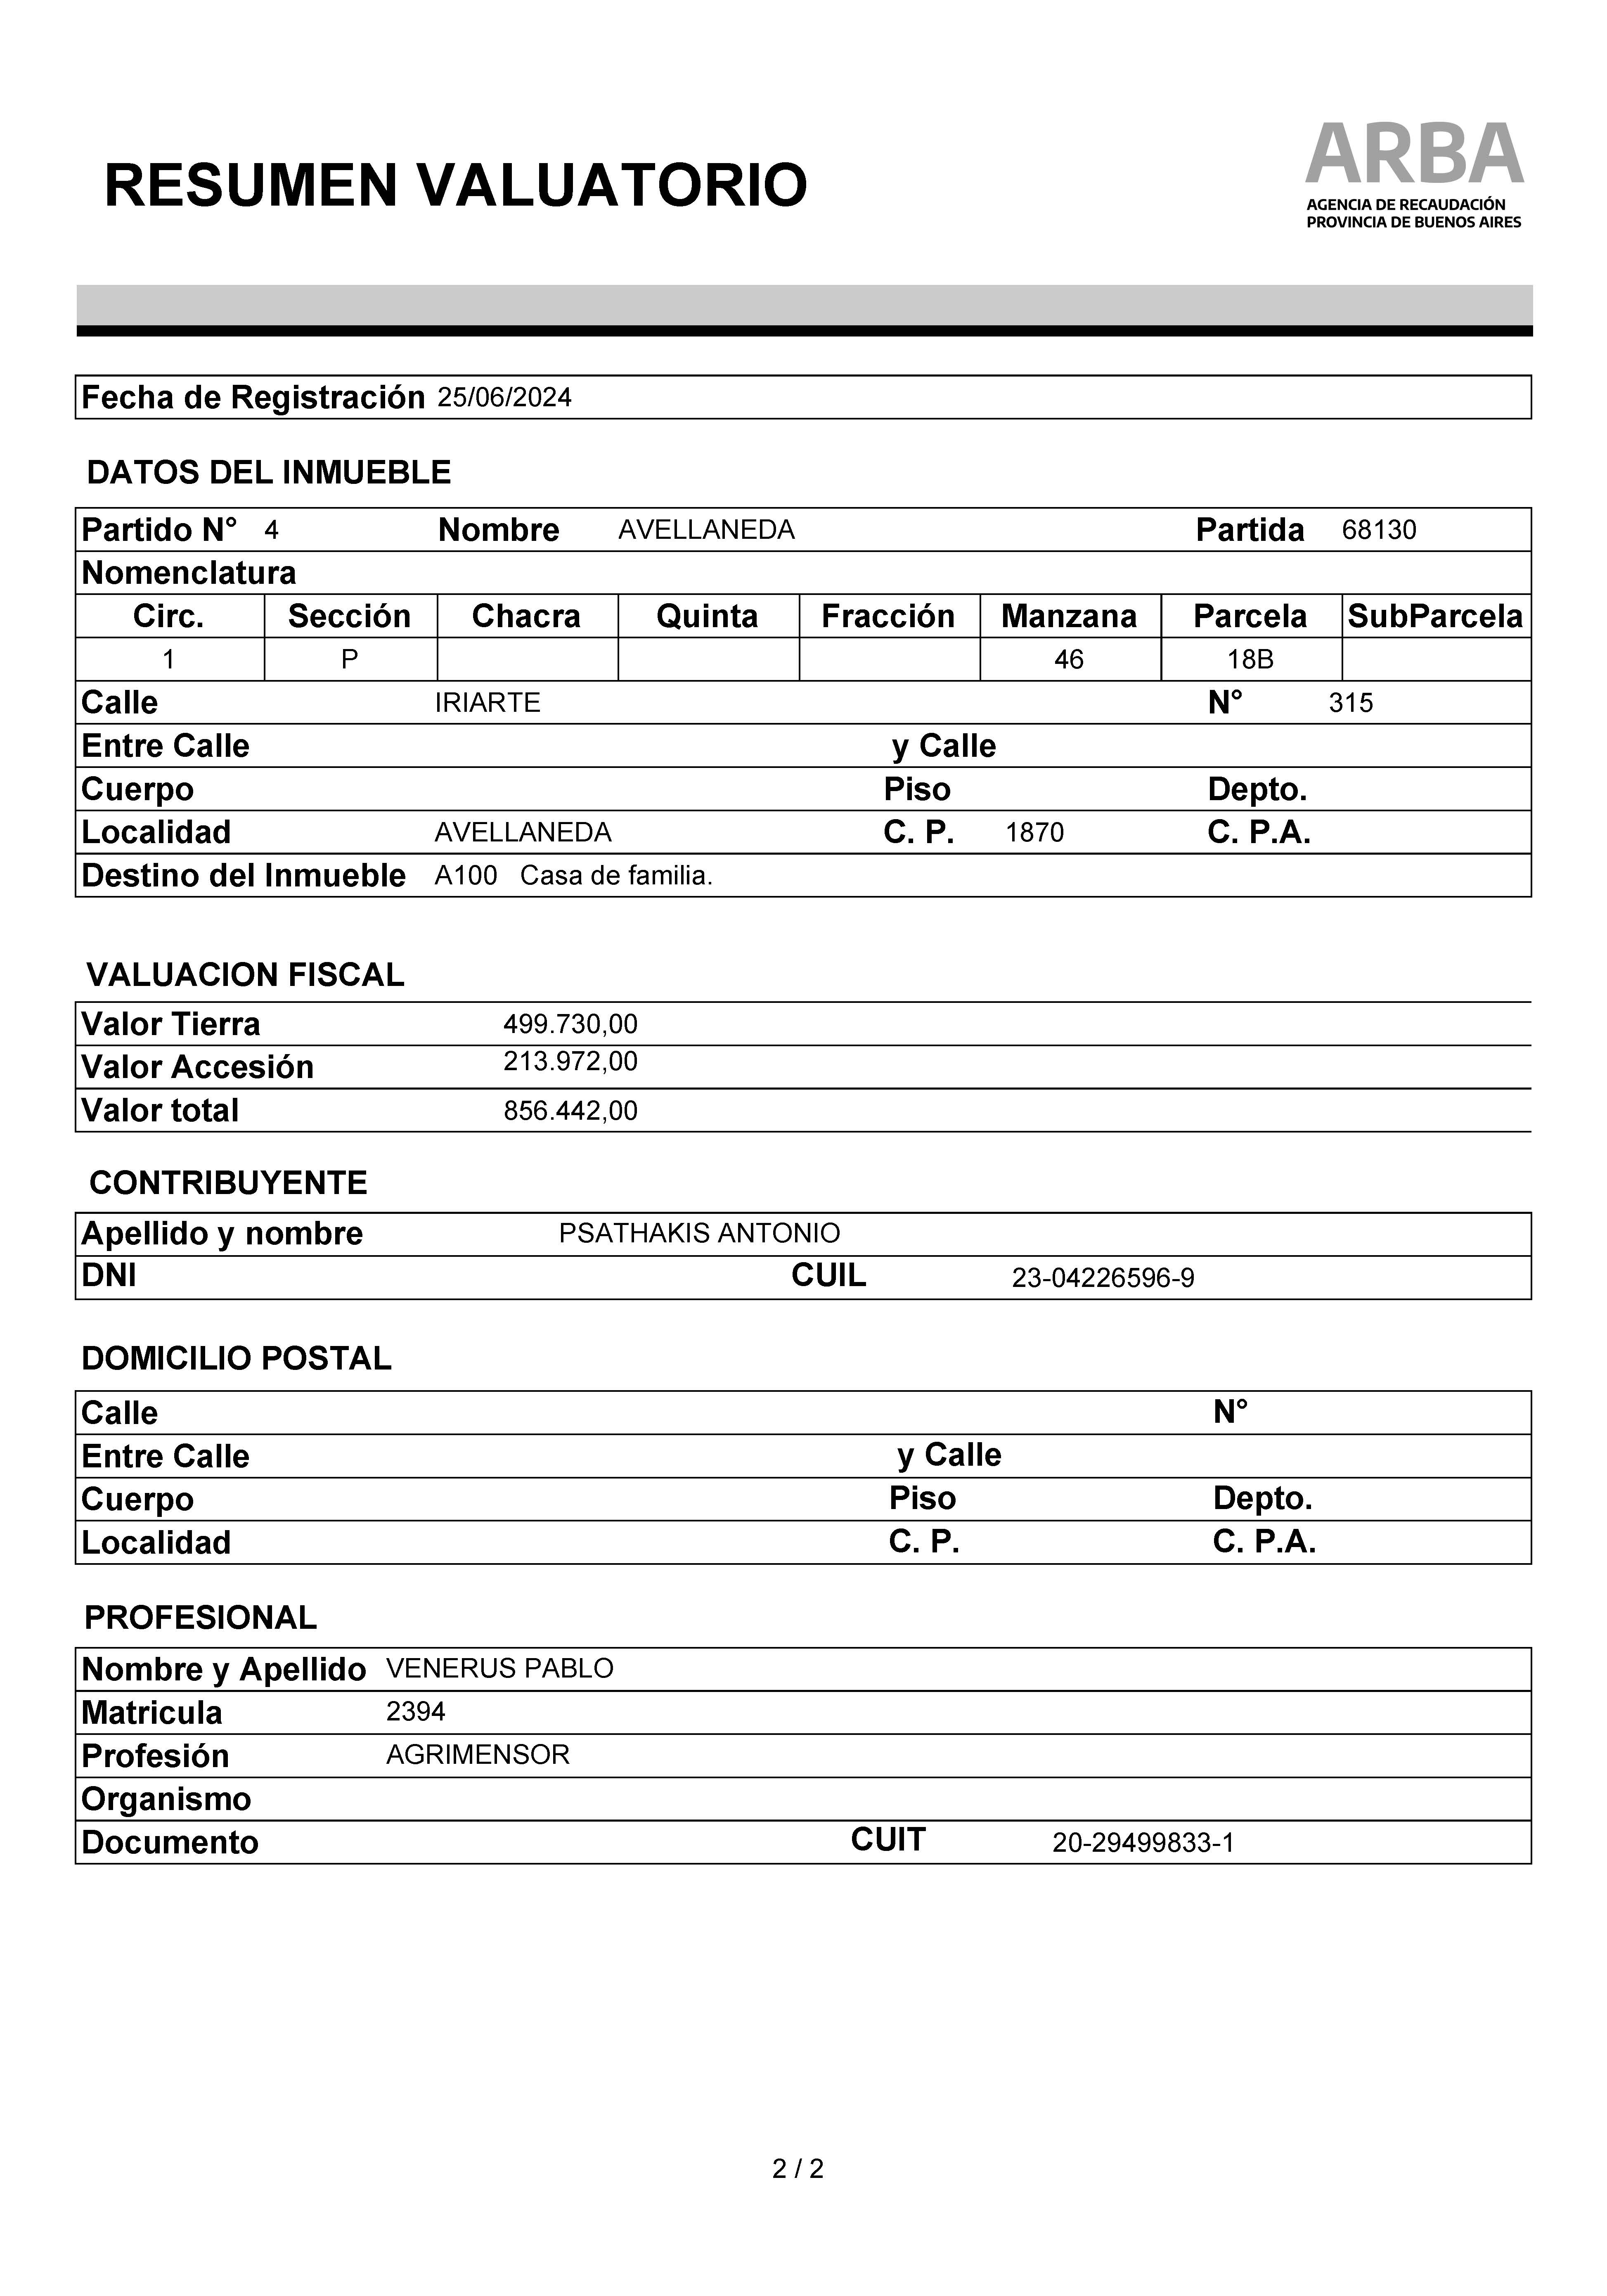 ARBA
AGENCIA DE RECAUDACIÓN
PROVINCIA DE BUENOS AIRES
RESUMEN VALUATORIO
Fecha de Registración 25/06/2024
DATOS DEL INMUEBLE
Partido N° 4 Nombre AVELLANEDA Partida 68130
Nomenclatura
Circ. Sección Chacra Quinta Fracción Manzana Parcela SubParcela
1 P 46 18B
Calle IRIARTE N° 315
Entre Calle y Calle
Cuerpo Piso Depto.
Localidad AVELLANEDA C. P. 1870 C. P.A.
Destino del Inmueble A100 Casa de familia.
VALUACION FISCAL
Valor Tierra 499.730,00
Valor Accesión 213.972,00
Valor total 856.442,00
CONTRIBUYENTE
Apellido y nombre PSATHAKIS ANTONIO
DNI CUIL 23-04226596-9
DOMICILIO POSTAL
Calle N°
Entre Calle y Calle
Cuerpo Piso Depto.
Localidad C. P. C. P.A.
PROFESIONAL
Nombre y Apellido VENERUS PABLO
Matricula 2394
Profesión AGRIMENSOR
Organismo
Documento CUIT 20-29499833-1
2 / 2